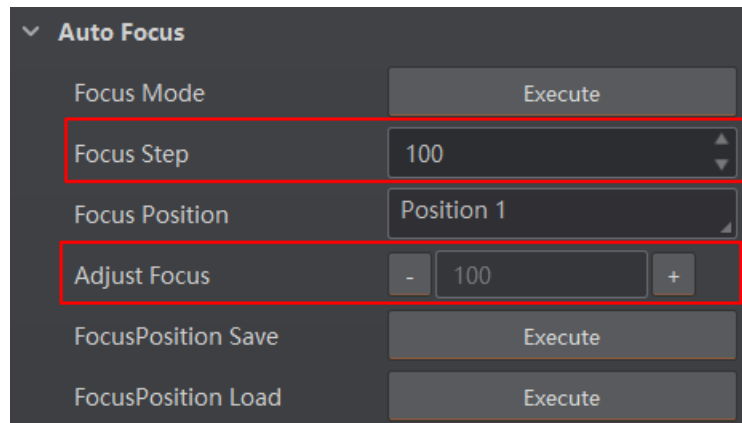 Auto Focus
Focus Mode Execute
Focus Step 100
Focus Position Position 1
Adjust Focus - 100 +
FocusPosition Save Execute
FocusPosition Load Execute